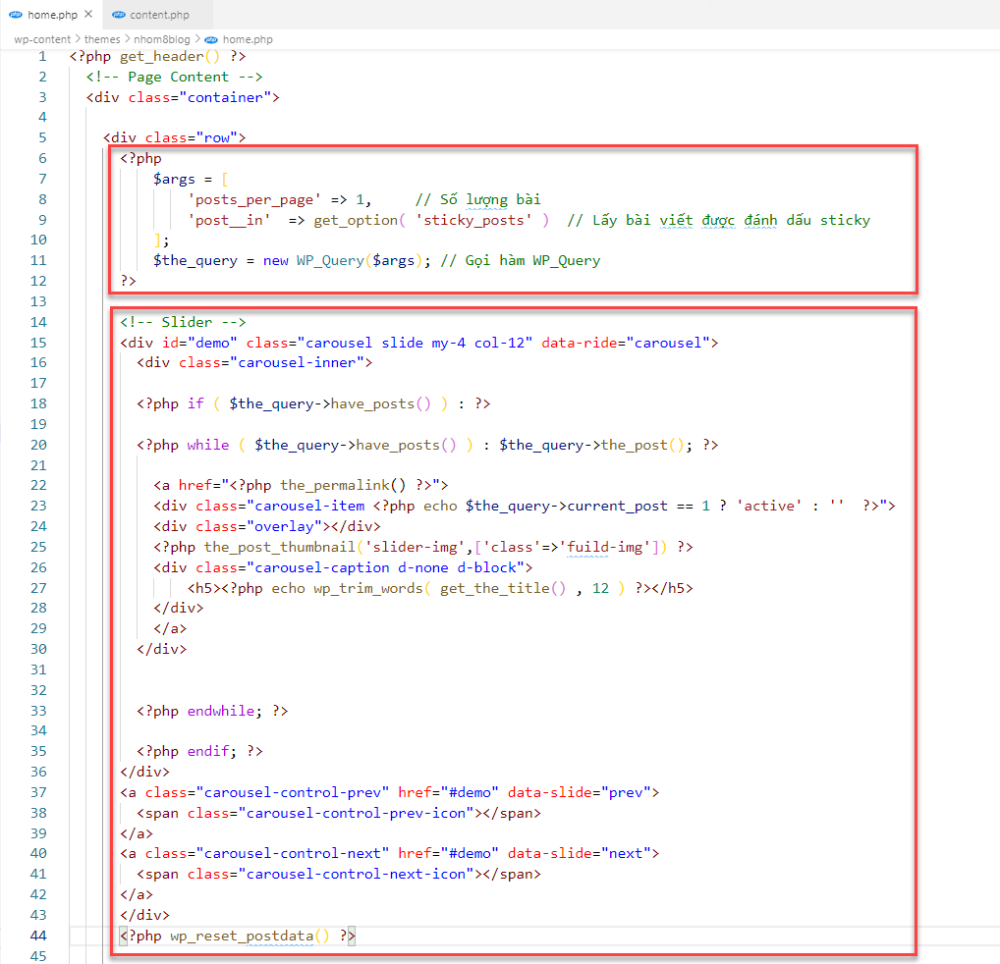 home.php ×
content.php
wp-content > themes > nhom8blog > home.php
1 <?php get_header() ?>
2 <!-- Page Content -->
3 <div class="container">
4
5 <div class="row">
6 <?php
7 $args = [
8 'posts_per_page' => 1, // Số lượng bài
9 'post__in' => get_option( 'sticky_posts' ) // Lấy bài viết được đánh dấu sticky
10 ];
11 $the_query = new WP_Query($args); // Gọi hàm WP_Query
12 ?>
13
14 <!-- Slider -->
15 <div id="demo" class="carousel slide my-4 col-12" data-ride="carousel">
16 <div class="carousel-inner">
17
18 <?php if ( $the_query->have_posts() ) : ?>
19
20 <?php while ( $the_query->have_posts() ) : $the_query->the_post(); ?>
21
22 <a href="<?php the_permalink() ?>">
23 <div class="carousel-item <?php echo $the_query->current_post == 1 ? 'active' : '' ?>">
24 <div class="overlay"></div>
25 <?php the_post_thumbnail('slider-img',['class'=>'fuild-img']) ?>
26 <div class="carousel-caption d-none d-block">
27 <h5><?php echo wp_trim_words( get_the_title() , 12 ) ?></h5>
28 </div>
29 </a>
30 </div>
31
32
33 <?php endwhile; ?>
34
35 <?php endif; ?>
36 </div>
37 <a class="carousel-control-prev" href="#demo" data-slide="prev">
38 <span class="carousel-control-prev-icon"></span>
39 </a>
40 <a class="carousel-control-next" href="#demo" data-slide="next">
41 <span class="carousel-control-next-icon"></span>
42 </a>
43 </div>
44 <?php wp_reset_postdata() ?>
45